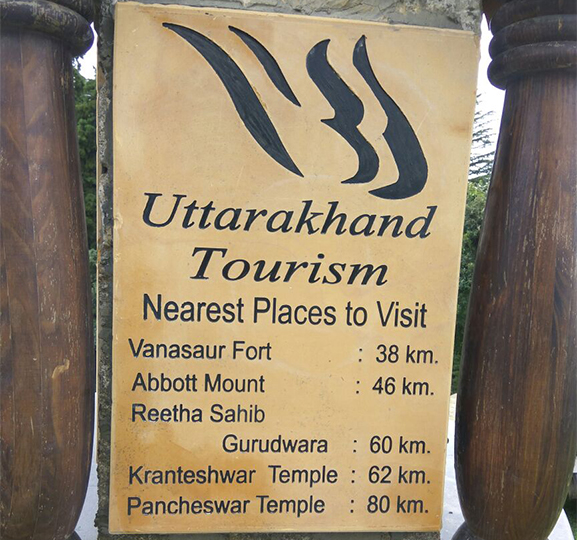 Uttarakhand
Tourism
Nearest Places to Visit
Vanasaur Fort : 38 km.
Abbott Mount : 46 km.
Reetha Sahib
Gurudwara : 60 km.
Kranteshwar Temple : 62 km.
Pancheswar Temple : 80 km.